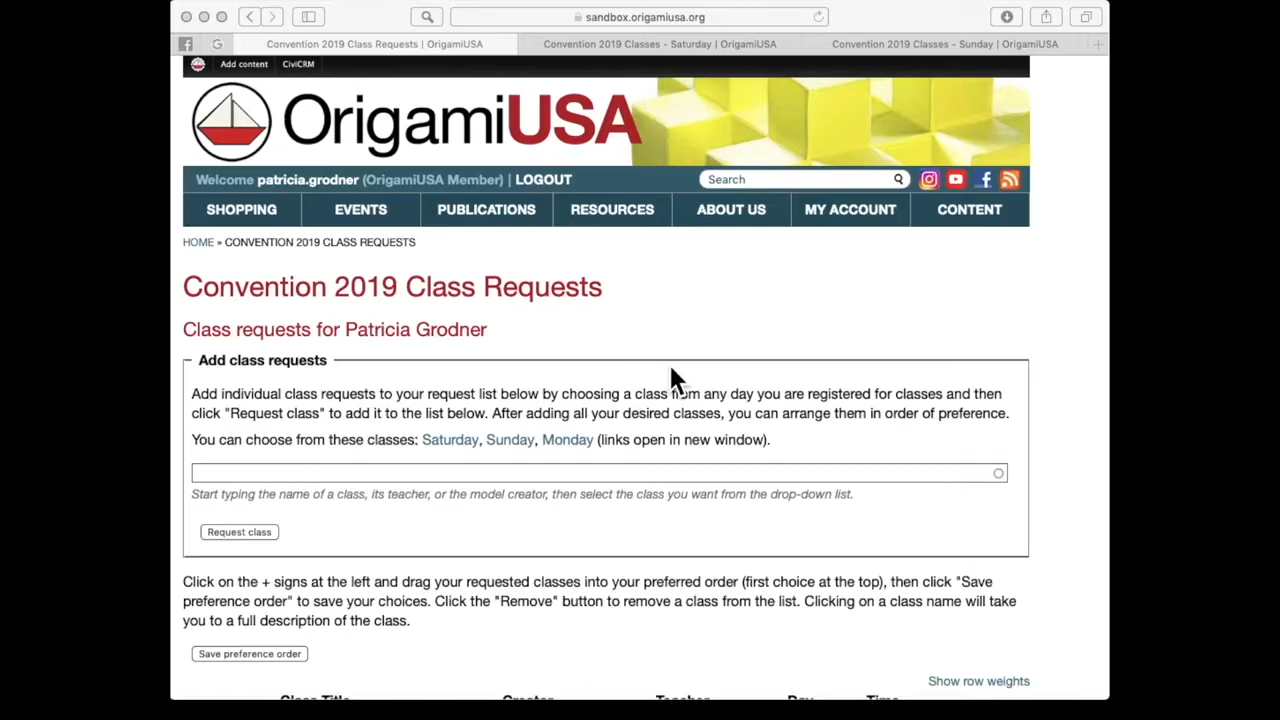 sandbox.origamiusa.org
Convention 2019 Class Requests | OrigamiUSA
Convention 2019 Classes - Saturday | OrigamiUSA
Convention 2019 Classes - Sunday | OrigamiUSA
Add content CiviCRM
OrigamiUSA
Welcome patricia.grodner (OrigamiUSA Member) | LOGOUT
Search
SHOPPING EVENTS PUBLICATIONS RESOURCES ABOUT US MY ACCOUNT CONTENT
HOME » CONVENTION 2019 CLASS REQUESTS
Convention 2019 Class Requests
Class requests for Patricia Grodner
Add class requests
Add individual class requests to your request list below by choosing a class from any day you are registered for classes and then
click "Request class" to add it to the list below. After adding all your desired classes, you can arrange them in order of preference.
You can choose from these classes: Saturday, Sunday, Monday (links open in new window).
Start typing the name of a class, its teacher, or the model creator, then select the class you want from the drop-down list.
Request class
Click on the + signs at the left and drag your requested classes into your preferred order (first choice at the top), then click "Save
preference order" to save your choices. Click the "Remove" button to remove a class from the list. Clicking on a class name will take
you to a full description of the class.
Save preference order
Show row weights
Class Title Creator Teacher Day Time